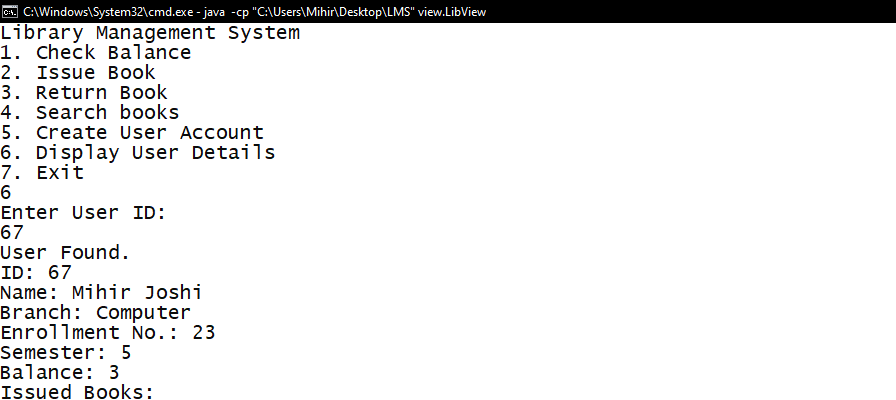 C:\Windows\System32\cmd.exe - java  -cp "C:\Users\Mihir\Desktop\LMS" view.LibView
Library Management System
1. Check Balance
2. Issue Book
3. Return Book
4. Search books
5. Create User Account
6. Display User Details
7. Exit
6
Enter User ID:
67
User Found.
ID: 67
Name: Mihir Joshi
Branch: Computer
Enrollment No.: 23
Semester: 5
Balance: 3
Issued Books: